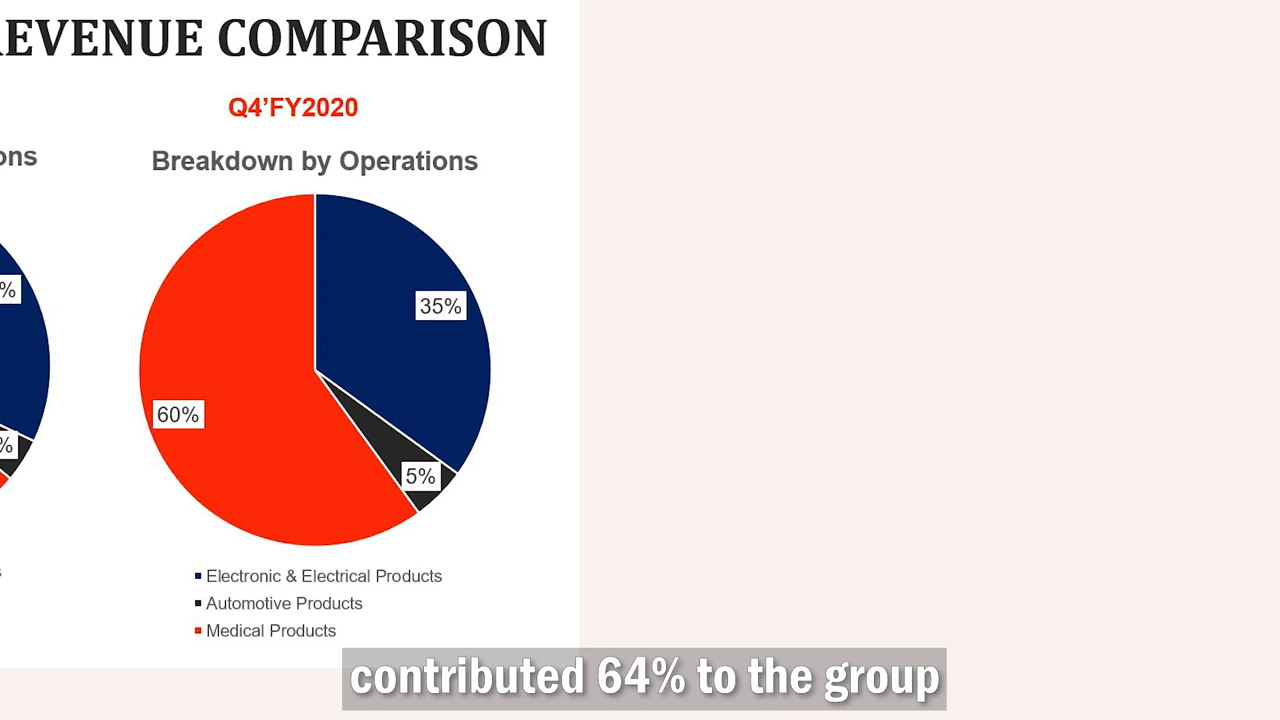 REVENUE COMPARISON
Q4’FY2020
ons
Breakdown by Operations
%
35%
60%
%
5%
Electronic & Electrical Products
Automotive Products
Medical Products
contributed 64% to the group